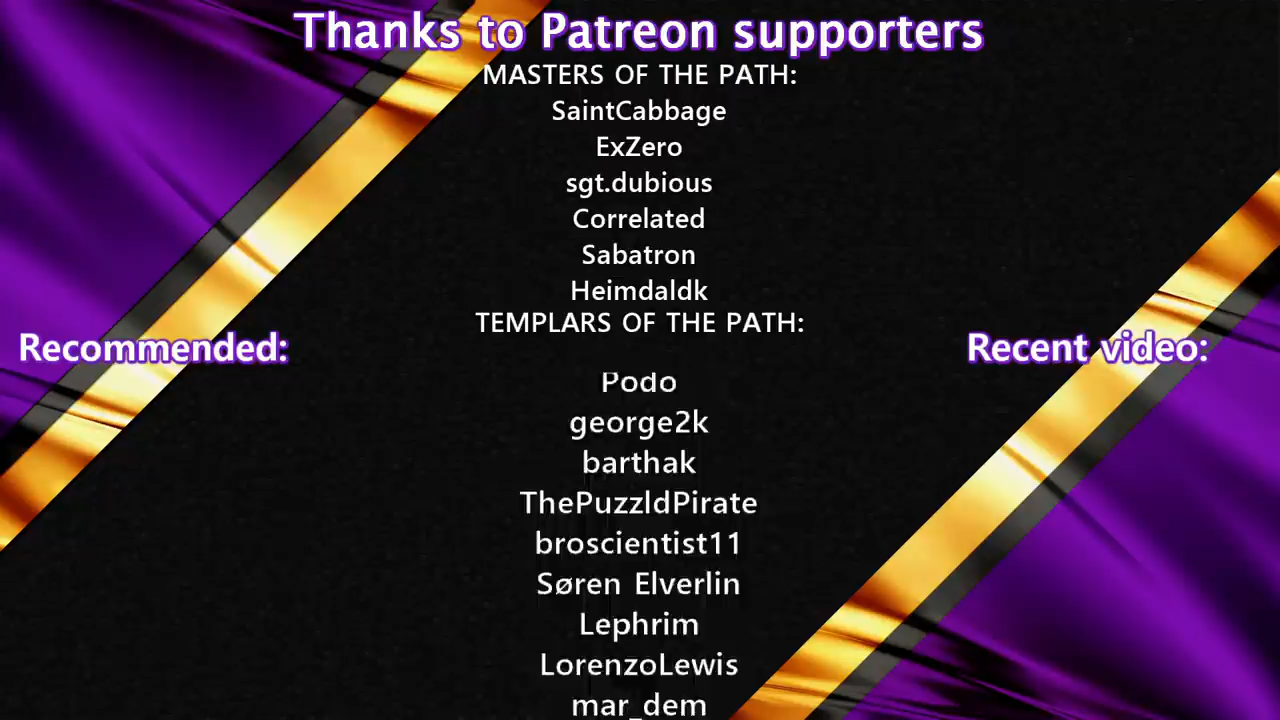 Thanks to Patreon supporters
MASTERS OF THE PATH:
SaintCabbage
ExZero
sgt.dubious
Correlated
Sabatron
Heimdaldk
TEMPLARS OF THE PATH:
Recommended:
Recent video:
Podo
george2k
barthak
ThePuzzldPirate
broscientist11
Søren Elverlin
Lephrim
LorenzoLewis
mar_dem